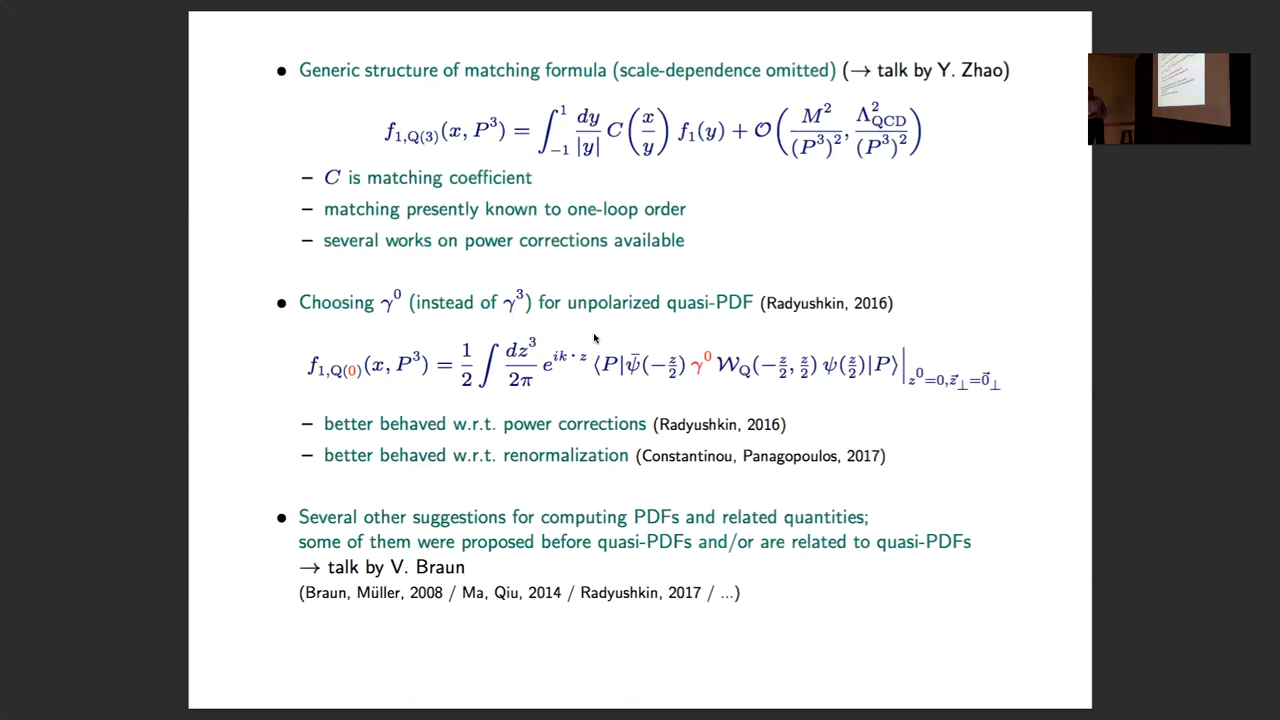 • Generic structure of matching formula (scale-dependence omitted) (→ talk by Y. Zhao)
f_{1,Q(3)}(x, P^3) = ∫_{-1}^{1} dy/|y| C(x/y) f_1(y) + O(M^2/(P^3)^2, Λ^2_{QCD}/(P^3)^2)
– C is matching coefficient
– matching presently known to one-loop order
– several works on power corrections available
• Choosing γ^0 (instead of γ^3) for unpolarized quasi-PDF (Radyushkin, 2016)
f_{1,Q(0)}(x, P^3) = 1/2 ∫ dz^3/2π e^{ik·z} ⟨P|ψ̄(−z/2) γ^0 W_Q(−z/2, z/2) ψ(z/2)|P⟩|_{z^0=0, z⃗_⊥=0⃗_⊥}
– better behaved w.r.t. power corrections (Radyushkin, 2016)
– better behaved w.r.t. renormalization (Constantinou, Panagopoulos, 2017)
• Several other suggestions for computing PDFs and related quantities;
some of them were proposed before quasi-PDFs and/or are related to quasi-PDFs
→ talk by V. Braun
(Braun, Müller, 2008 / Ma, Qiu, 2014 / Radyushkin, 2017 / ...)